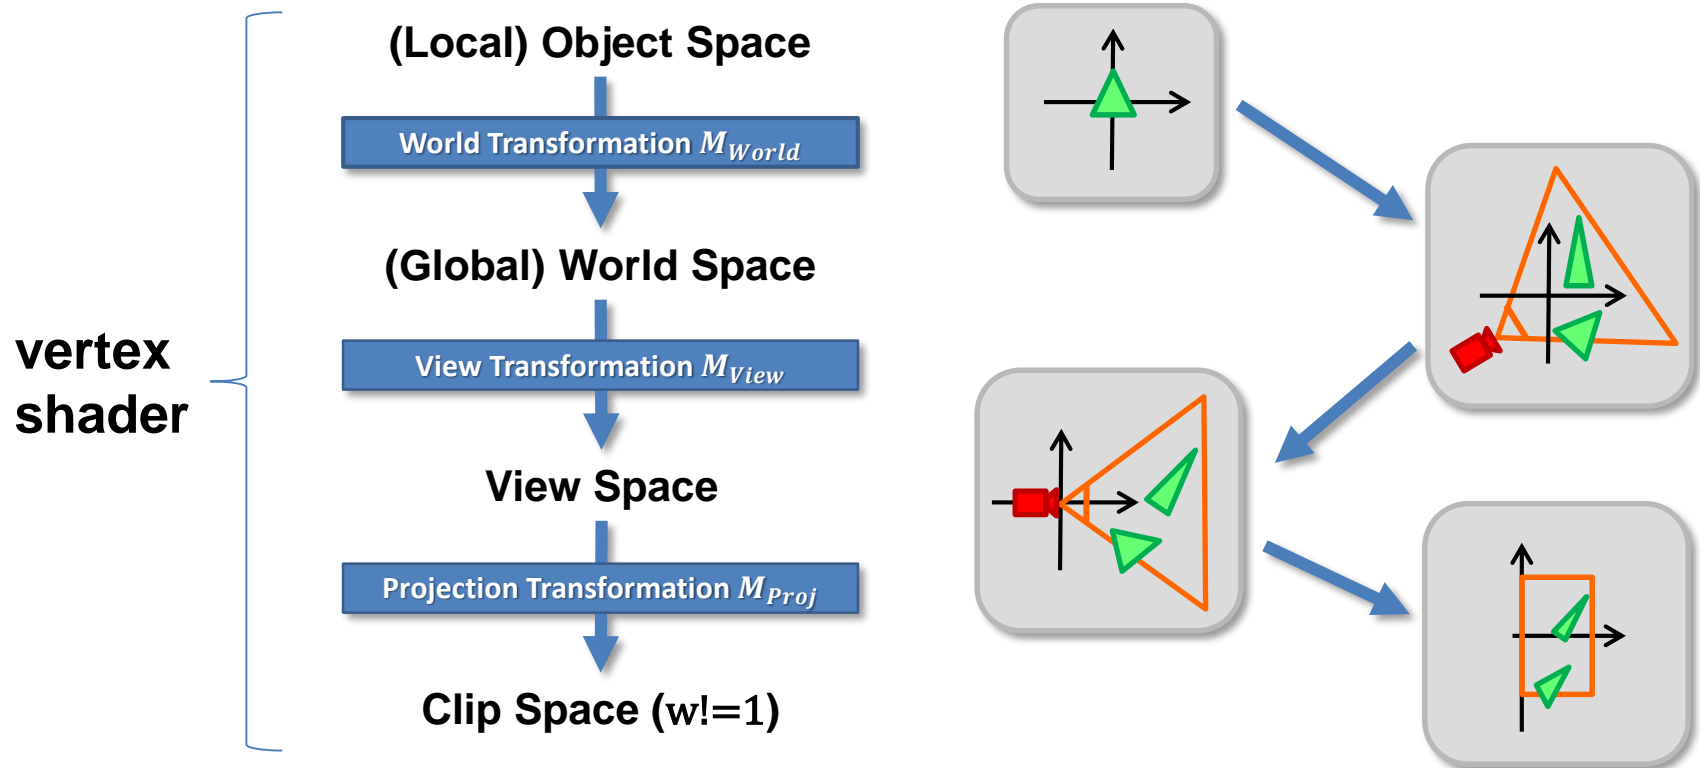 (Local) Object Space
World Transformation M_World
(Global) World Space
vertex
shader
View Transformation M_View
View Space
Projection Transformation M_Proj
Clip Space (w!=1)